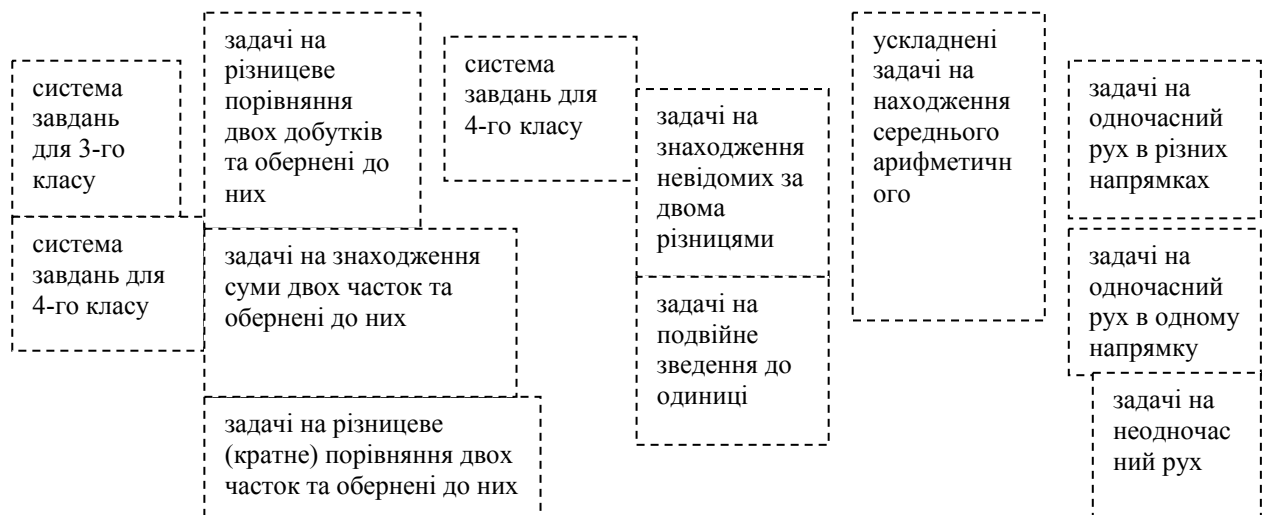 система
завдань
для 3-го
класу
система
завдань для
4-го класу
задачі на
різницеве
порівняння
двох добутків
та обернені до
них
задачі на знаходження
суми двох часток та
обернені до них
задачі на різницеве
(кратне) порівняння двох
часток та обернені до них
система
завдань для
4-го класу
задачі на
знаходження
невідомих за
двома
різницями
задачі на
подвійне
зведення до
одиниці
ускладнені
задачі на
находження
середнього
арифметичн
ого
задачі на
одночасний
рух в різних
напрямках
задачі на
одночасний
рух в одному
напрямку
задачі на
неодночас
ний рух